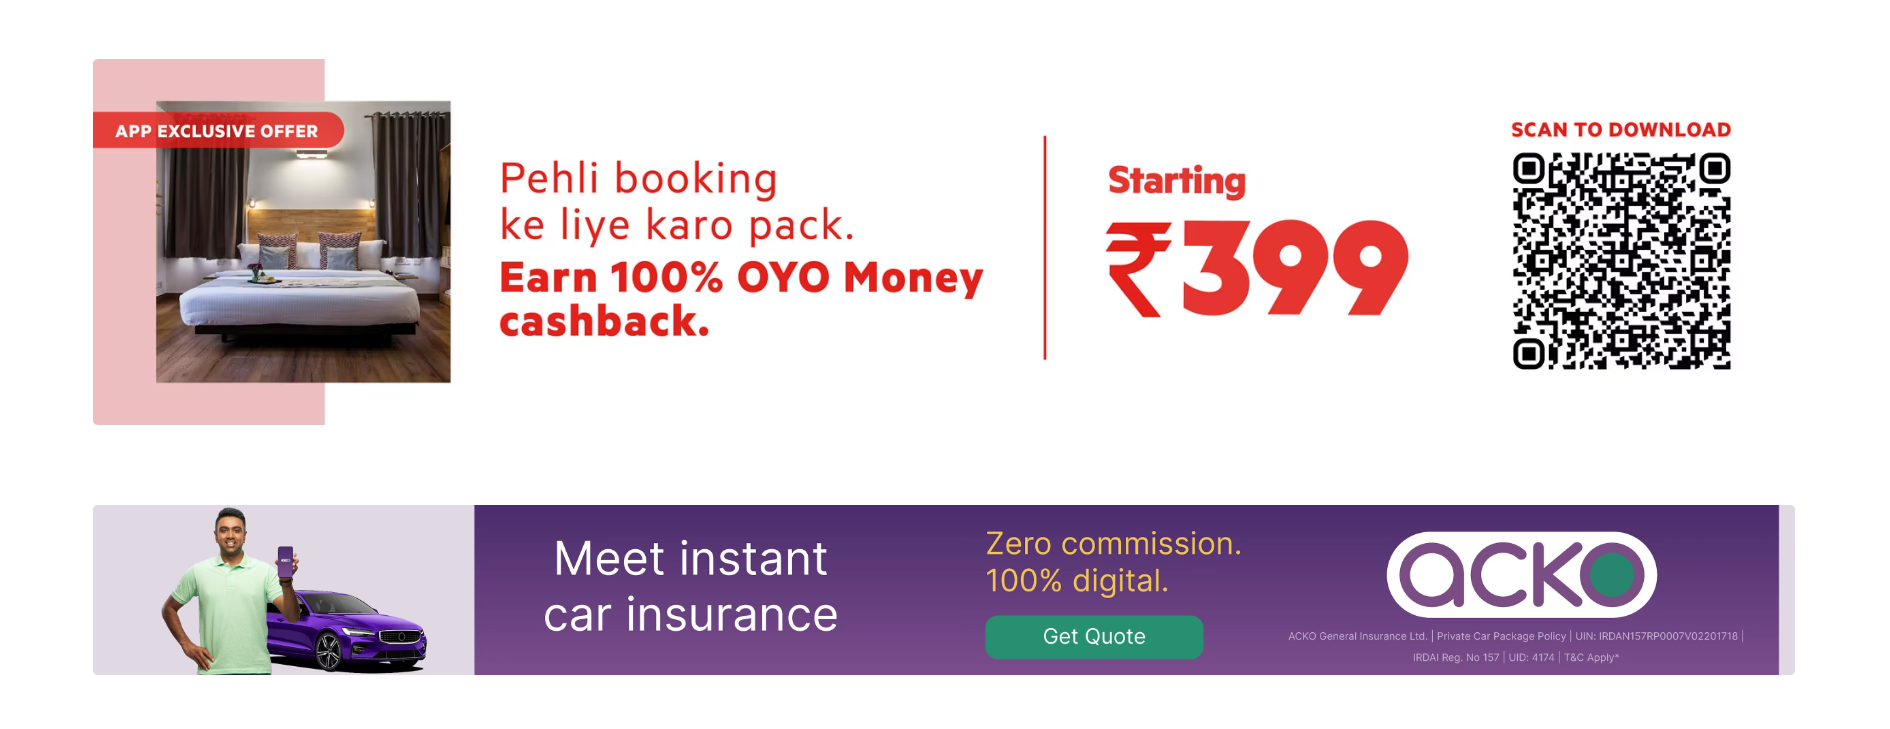 APP EXCLUSIVE OFFER
Pehli booking
ke liye karo pack.
Earn 100% OYO Money
cashback.
Starting
₹399
SCAN TO DOWNLOAD
Meet instant
car insurance
Zero commission.
100% digital.
Get Quote
acko
ACKO General Insurance Ltd. | Private Car Package Policy | UIN: IRDAN157RP0007V02201718 |
IRDAI Reg. No 157 | UID: 4174 | T&C Apply*